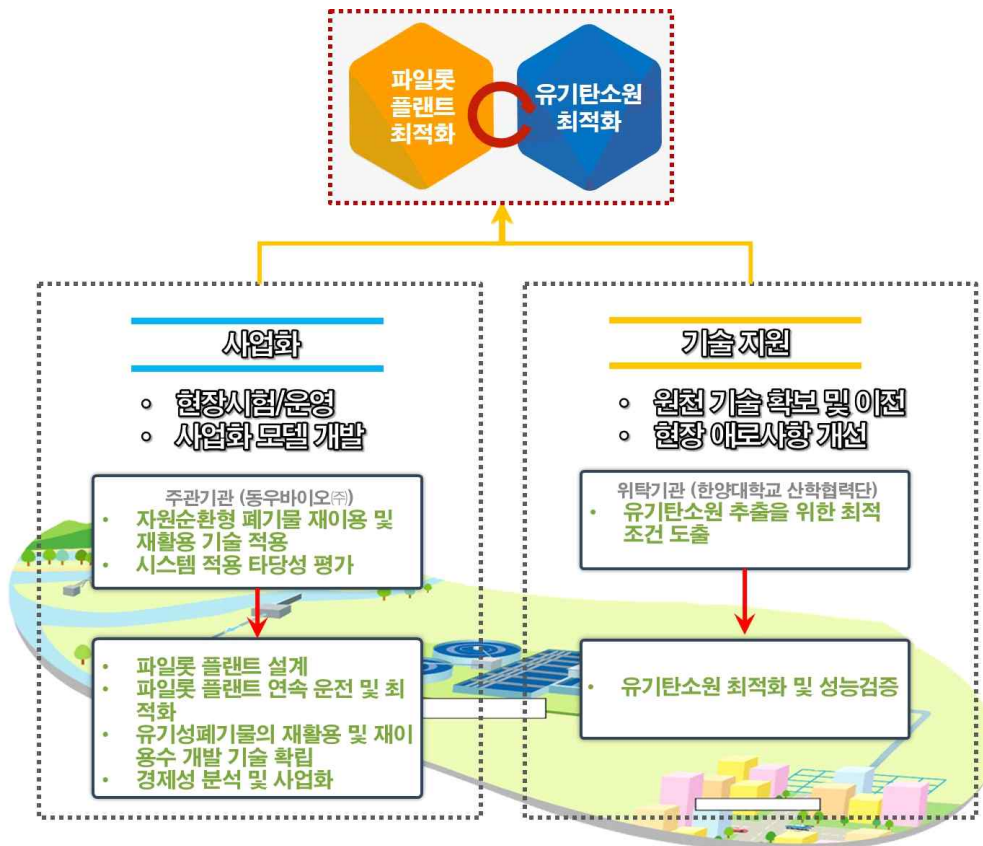 파일롯
플랜트
최적화
유기탄소원
최적화
사업화
• 현장시험/운영
• 사업화 모델 개발
주관기관 (동우바이오㈜)
• 자원순환형 폐기물 재이용 및
재활용 기술 적용
• 시스템 적용 타당성 평가
• 파일롯 플랜트 설계
• 파일롯 플랜트 연속 운전 및 최
적화
• 유기성폐기물의 재활용 및 재이
용수 개발 기술 확립
• 경제성 분석 및 사업화
기술 지원
• 원천 기술 확보 및 이전
• 현장 애로사항 개선
위탁기관 (한양대학교 산학협력단)
• 유기탄소원 추출을 위한 최적
조건 도출
• 유기탄소원 최적화 및 성능검증